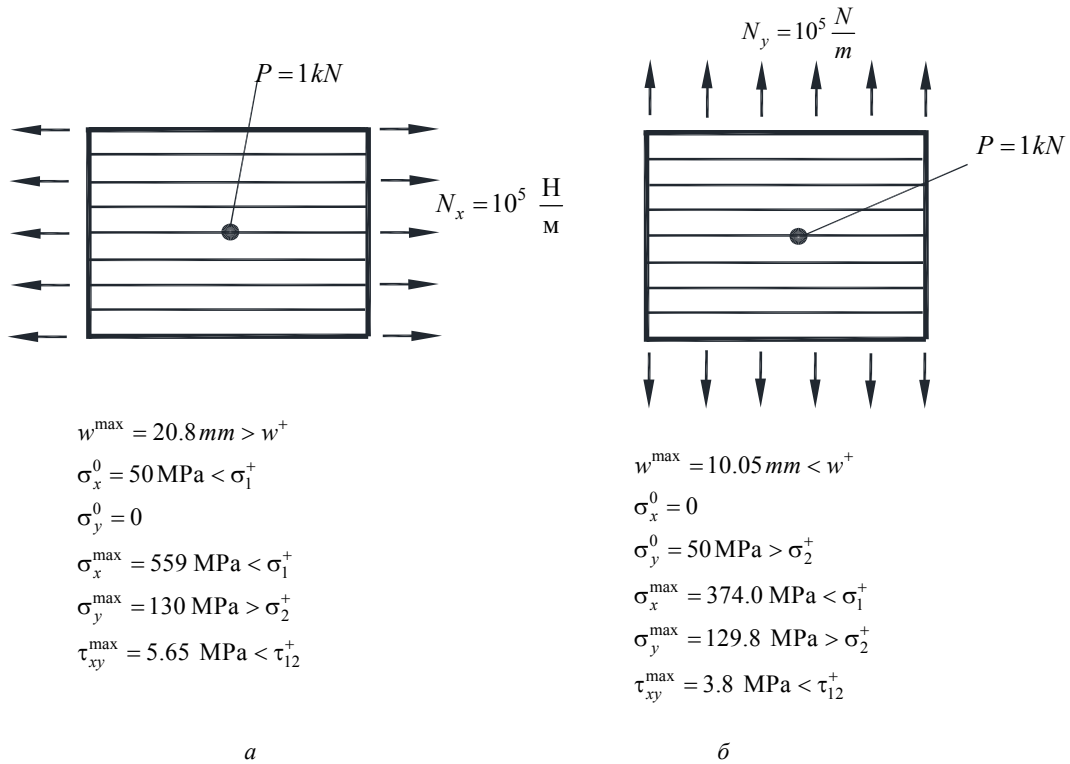 P = 1kN
N_x = 10^5 Н/м
w^max = 20.8 mm > w^+
σ_x^0 = 50 MPa < σ_1^+
σ_y^0 = 0
σ_x^max = 559 MPa < σ_1^+
σ_y^max = 130 MPa > σ_2^+
τ_xy^max = 5.65 MPa < τ_12^+
а
N_y = 10^5 N/m
P = 1kN
w^max = 10.05 mm < w^+
σ_x^0 = 0
σ_y^0 = 50 MPa > σ_2^+
σ_x^max = 374.0 MPa < σ_1^+
σ_y^max = 129.8 MPa > σ_2^+
τ_xy^max = 3.8 MPa < τ_12^+
б